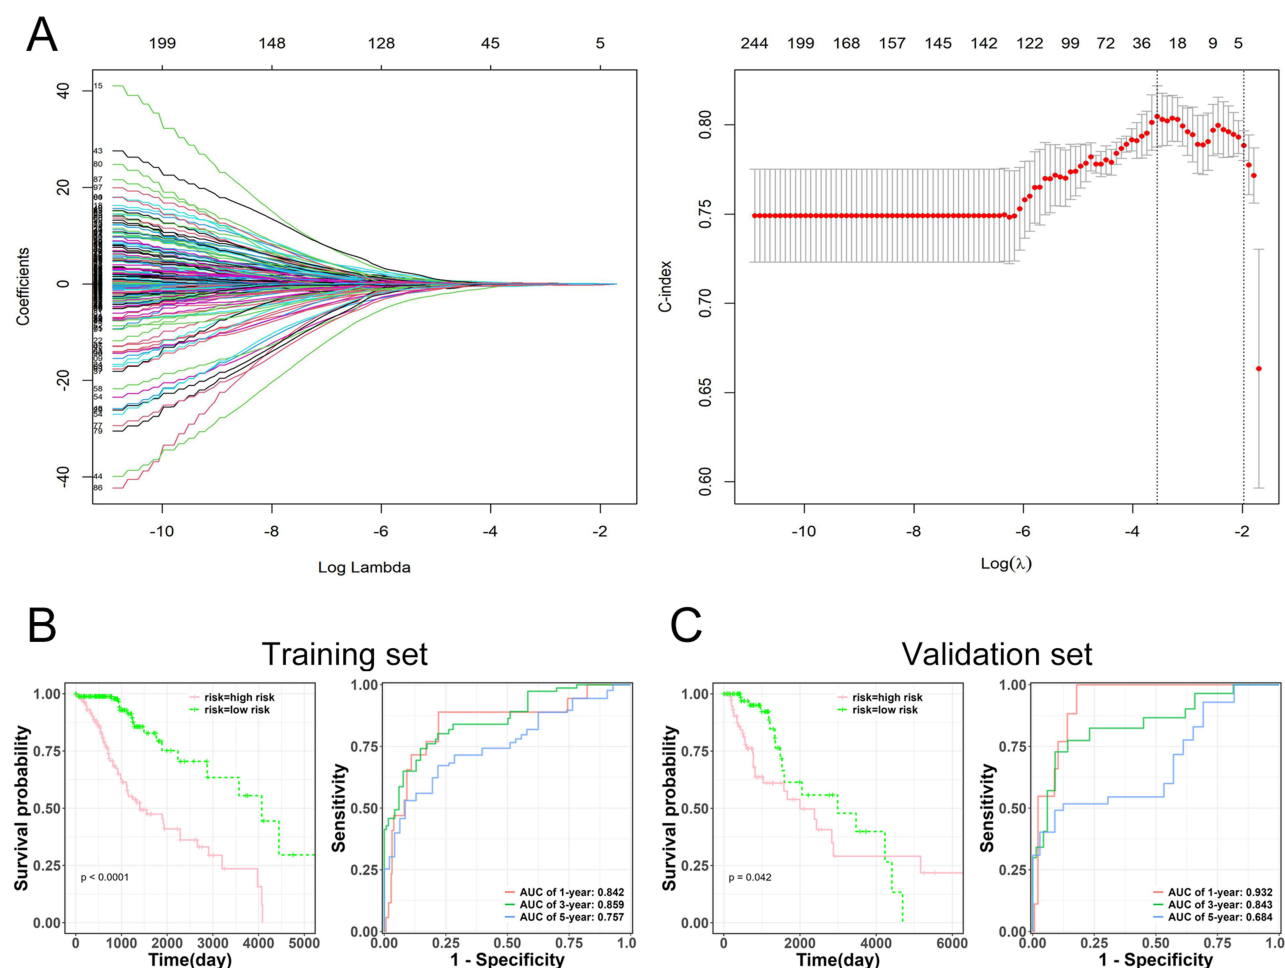 A
199 148 128 45 5
40
20
0
-20
-40
Coefficients
15
43
80
87
97
22
58
54
54
77
79
44
86
-10 -8 -6 -4 -2
Log Lambda
244 199 168 157 145 142 122 99 72 36 18 9 5
0.80
0.75
0.70
0.65
0.60
C-index
-10 -8 -6 -4 -2
Log(λ)
B
Training set
1.00
0.75
0.50
0.25
0.00
Survival probability
risk=high risk
risk=low risk
p < 0.0001
0 1000 2000 3000 4000 5000
Time(day)
1.00
0.75
0.50
0.25
0.00
Sensitivity
AUC of 1-year: 0.842
AUC of 3-year: 0.859
AUC of 5-year: 0.757
0.00 0.25 0.50 0.75 1.0
1 - Specificity
C
Validation set
1.00
0.75
0.50
0.25
0.00
Survival probability
risk=high risk
risk=low risk
p = 0.042
0 2000 4000 6000
Time(day)
1.00
0.75
0.50
0.25
0.00
Sensitivity
AUC of 1-year: 0.932
AUC of 3-year: 0.843
AUC of 5-year: 0.684
0.00 0.25 0.50 0.75 1.0
1 - Specificity